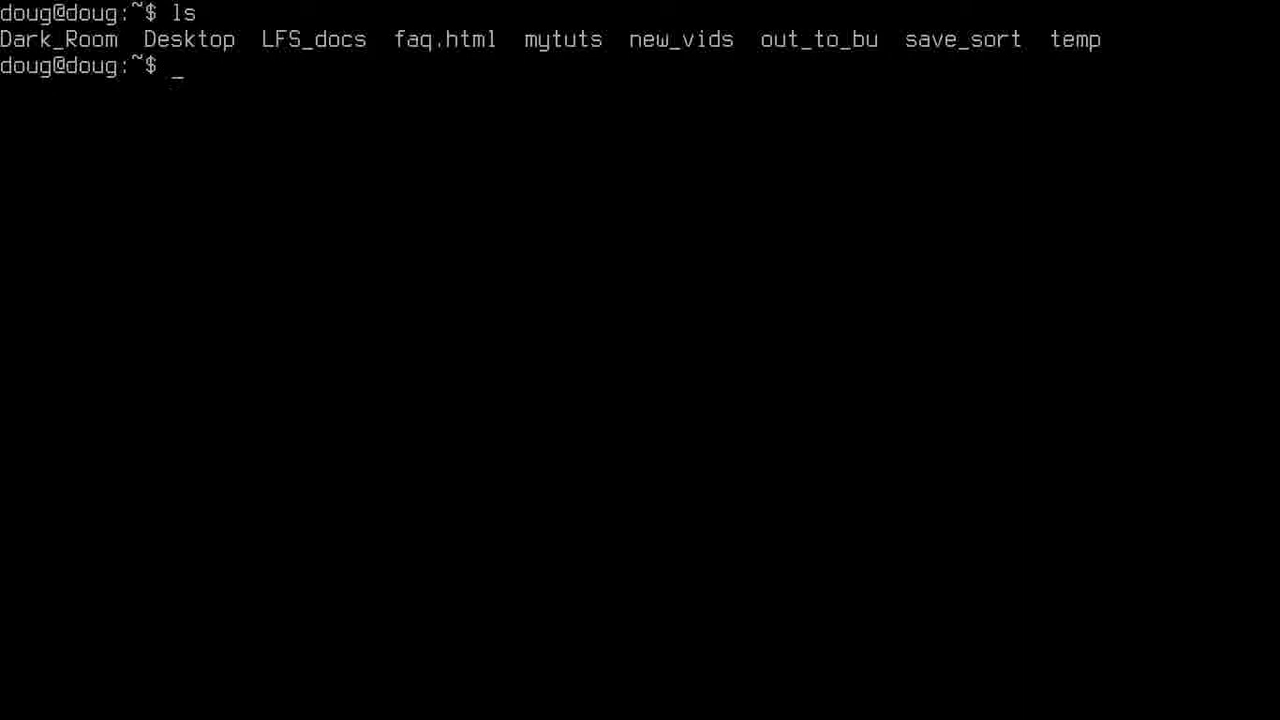 doug@doug:~$ ls
Dark_Room Desktop LFS_docs faq.html mytuts new_vids out_to_bu save_sort temp
doug@doug:~$ _